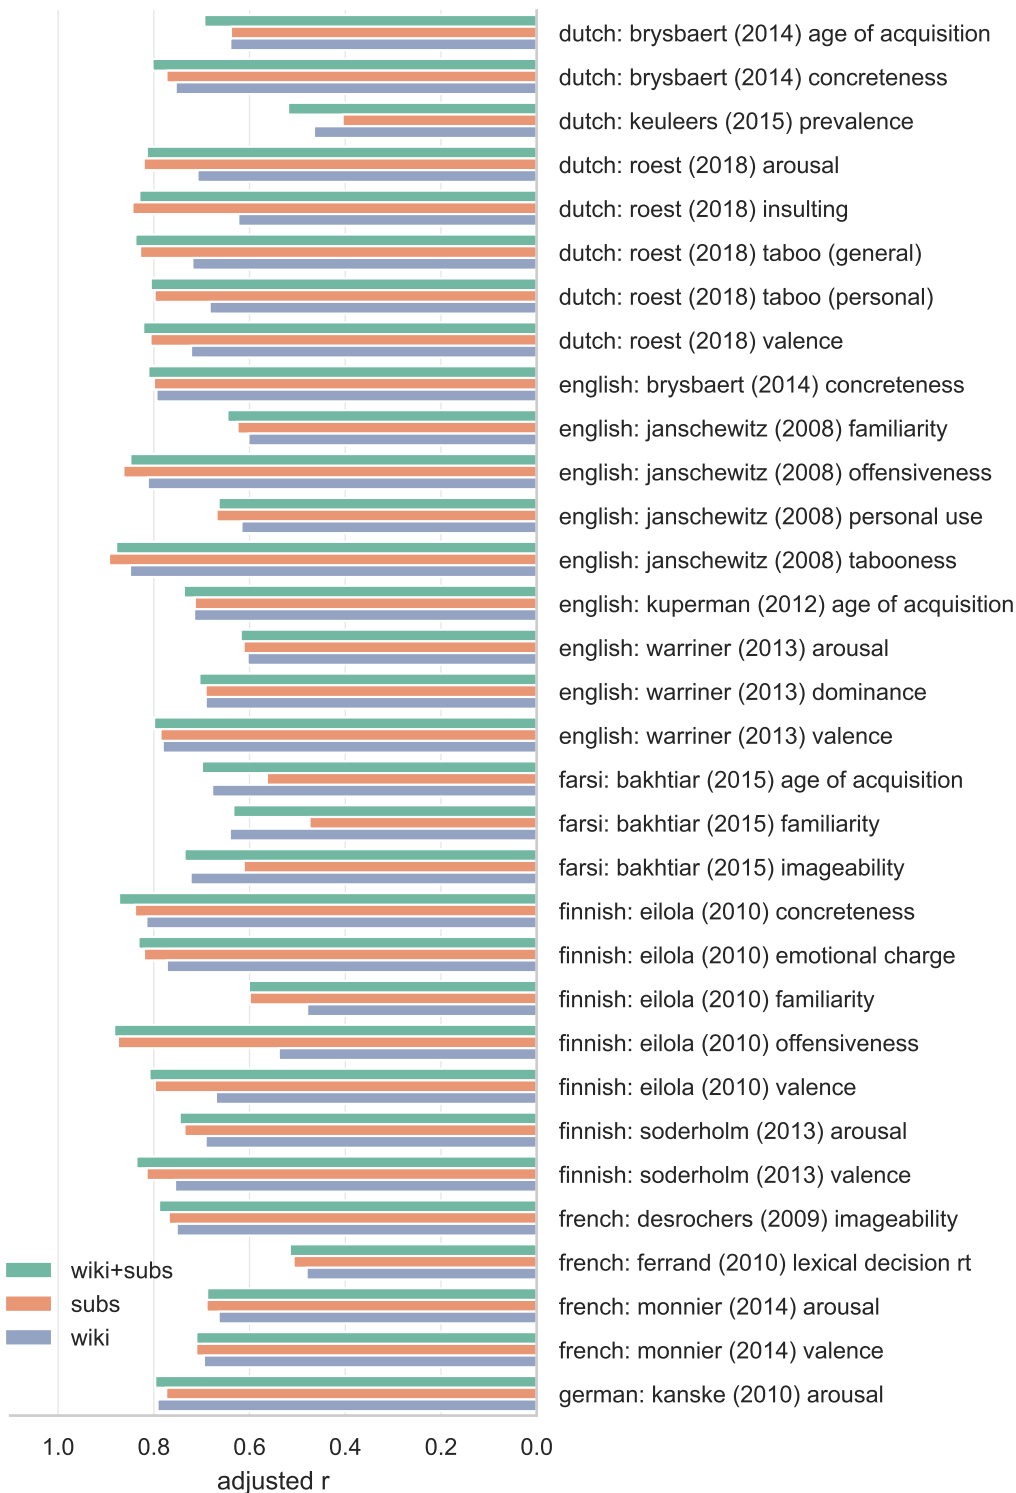 dutch: brysbaert (2014) age of acquisition
dutch: brysbaert (2014) concreteness
dutch: keuleers (2015) prevalence
dutch: roest (2018) arousal
dutch: roest (2018) insulting
dutch: roest (2018) taboo (general)
dutch: roest (2018) taboo (personal)
dutch: roest (2018) valence
english: brysbaert (2014) concreteness
english: janschewitz (2008) familiarity
english: janschewitz (2008) offensiveness
english: janschewitz (2008) personal use
english: janschewitz (2008) tabooness
english: kuperman (2012) age of acquisition
english: warriner (2013) arousal
english: warriner (2013) dominance
english: warriner (2013) valence
farsi: bakhtiar (2015) age of acquisition
farsi: bakhtiar (2015) familiarity
farsi: bakhtiar (2015) imageability
finnish: eilola (2010) concreteness
finnish: eilola (2010) emotional charge
finnish: eilola (2010) familiarity
finnish: eilola (2010) offensiveness
finnish: eilola (2010) valence
finnish: soderholm (2013) arousal
finnish: soderholm (2013) valence
french: desrochers (2009) imageability
french: ferrand (2010) lexical decision rt
french: monnier (2014) arousal
french: monnier (2014) valence
german: kanske (2010) arousal
wiki+subs
subs
wiki
1.0 0.8 0.6 0.4 0.2 0.0
adjusted r